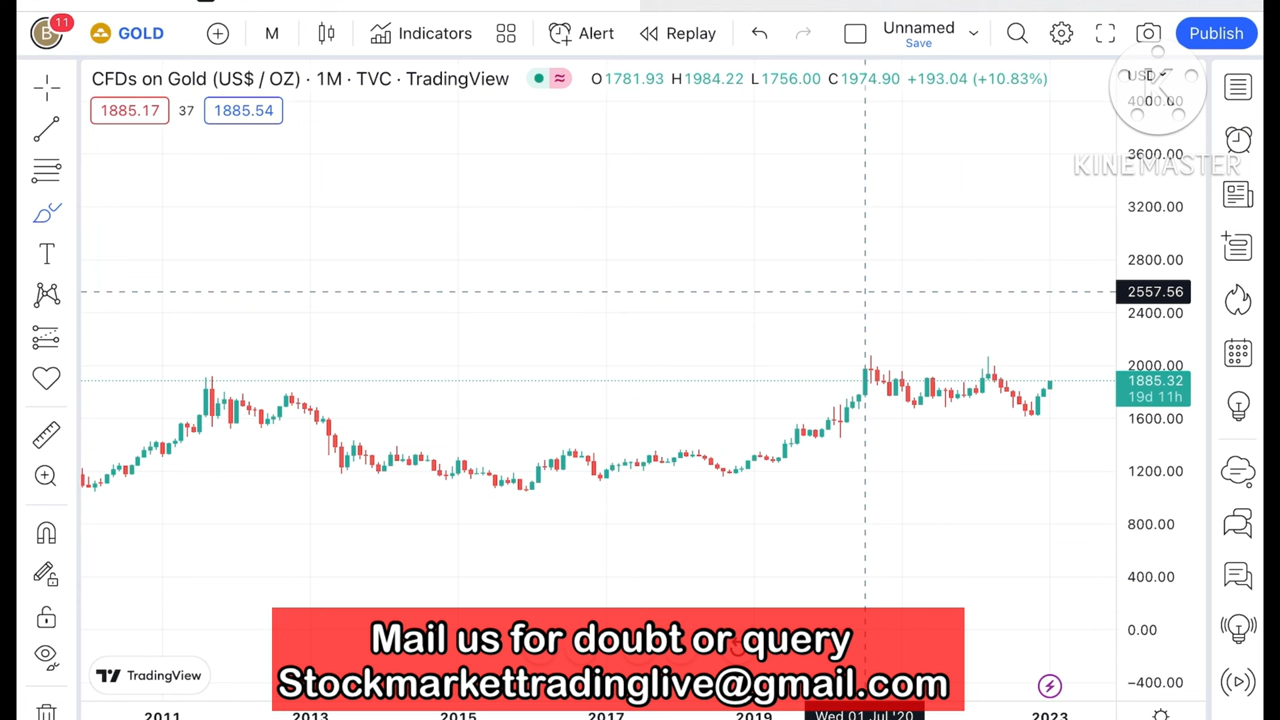 B
11
GOLD
M
Indicators
Alert
Replay
Unnamed
Save
Publish
CFDs on Gold (US$ / OZ) · 1M · TVC · TradingView
≈
O1781.93 H1984.22 L1756.00 C1974.90 +193.04 (+10.83%)
1885.17
37
1885.54
USD
K
4000.00
3600.00
KINEMASTER
3200.00
2800.00
2557.56
2400.00
2000.00
1885.32
19d 11h
1600.00
1200.00
800.00
400.00
0.00
−400.00
T
Mail us for doubt or query
Stockmarkettradinglive@gmail.com
TradingView
2011
2013
2015
2017
2019
Wed 01 Jul '20
2023